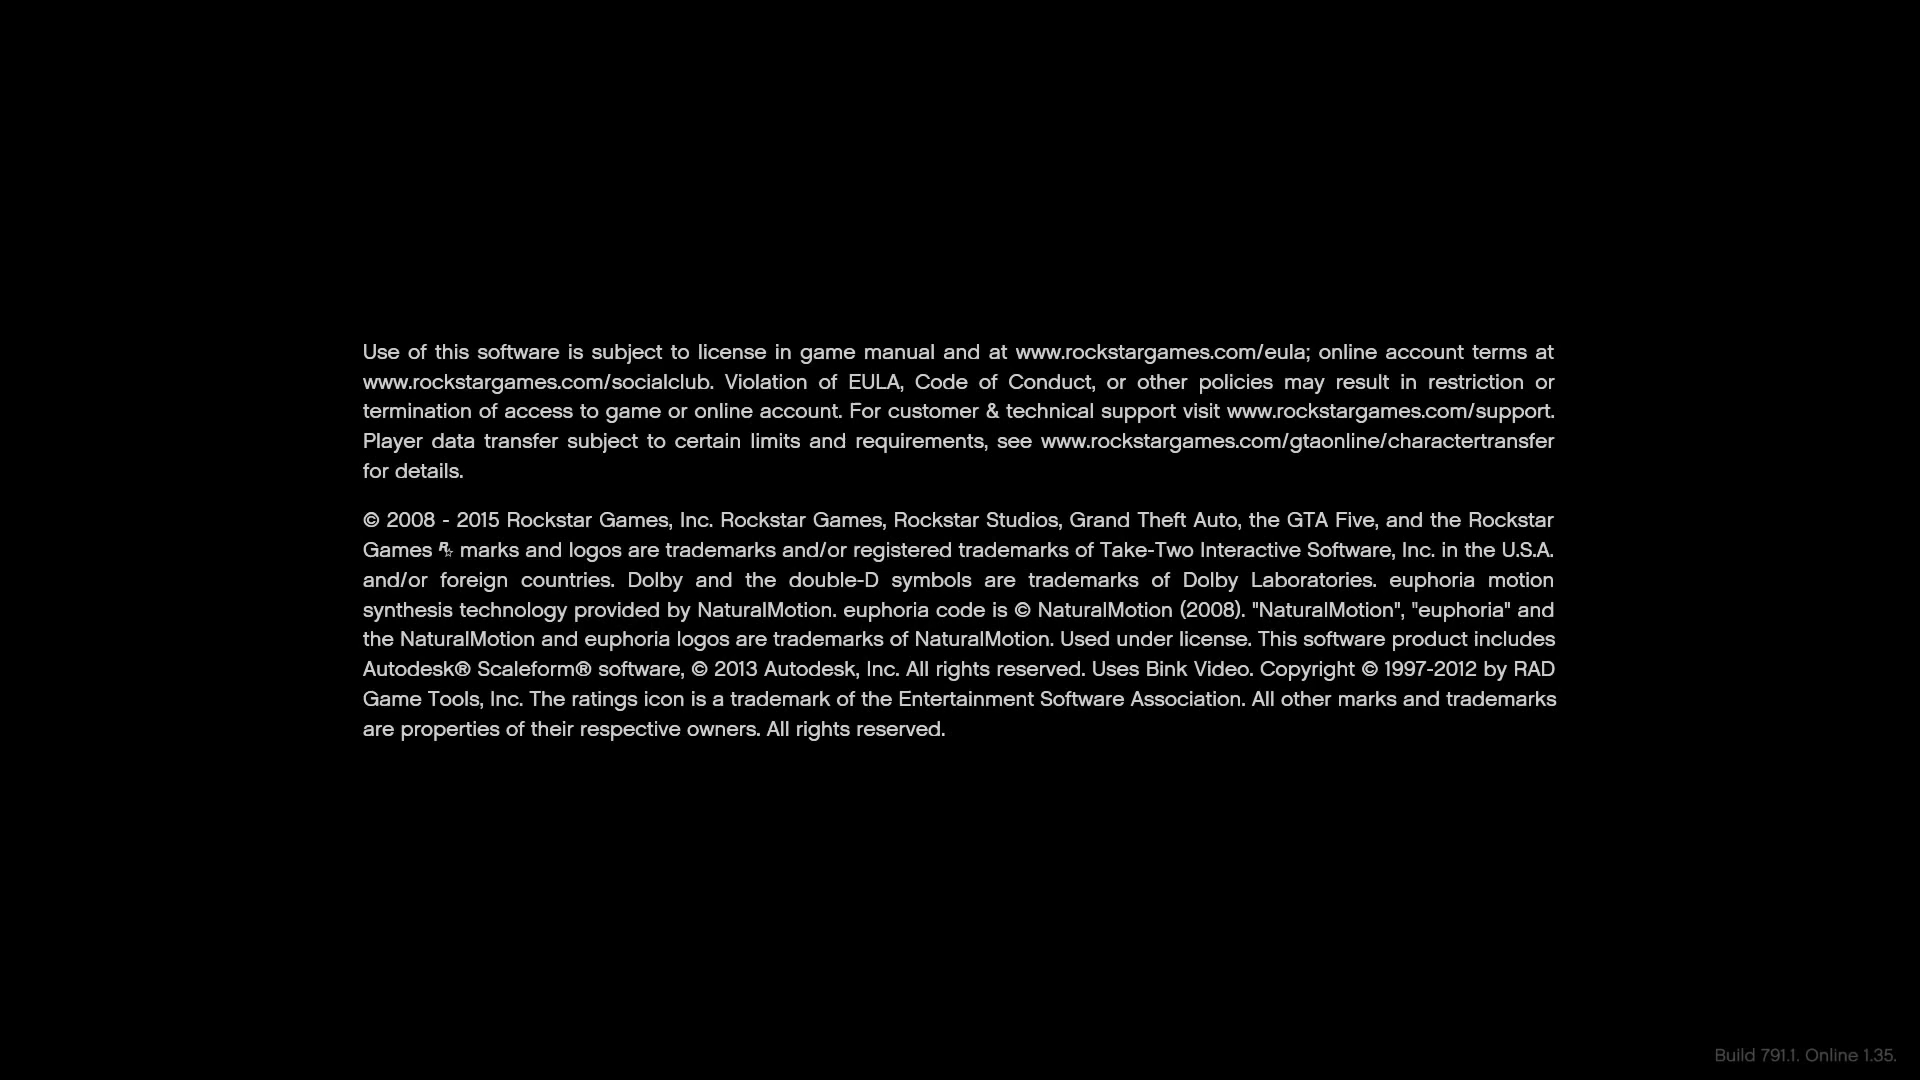 Use of this software is subject to license in game manual and at www.rockstargames.com/eula; online account terms at
www.rockstargames.com/socialclub. Violation of EULA, Code of Conduct, or other policies may result in restriction or
termination of access to game or online account. For customer & technical support visit www.rockstargames.com/support.
Player data transfer subject to certain limits and requirements, see www.rockstargames.com/gtaonline/charactertransfer
for details.
© 2008 - 2015 Rockstar Games, Inc. Rockstar Games, Rockstar Studios, Grand Theft Auto, the GTA Five, and the Rockstar
Games R* marks and logos are trademarks and/or registered trademarks of Take-Two Interactive Software, Inc. in the U.S.A.
and/or foreign countries. Dolby and the double-D symbols are trademarks of Dolby Laboratories. euphoria motion
synthesis technology provided by NaturalMotion. euphoria code is © NaturalMotion (2008). "NaturalMotion", "euphoria" and
the NaturalMotion and euphoria logos are trademarks of NaturalMotion. Used under license. This software product includes
Autodesk® Scaleform® software, © 2013 Autodesk, Inc. All rights reserved. Uses Bink Video. Copyright © 1997-2012 by RAD
Game Tools, Inc. The ratings icon is a trademark of the Entertainment Software Association. All other marks and trademarks
are properties of their respective owners. All rights reserved.
Build 791.1. Online 1.35.